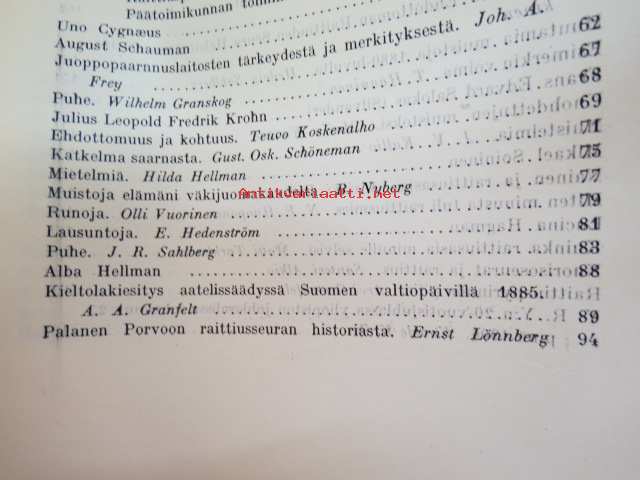 Päätoimikunnan
Uno Cygnæus
August Schauman 62
Juoppoparannuslaitosten tärkeydestä ja merkityksestä. Joh. A.
Frey 67
Puhe. Wilhelm Granskog 68
Julius Leopold Fredrik Krohn 69
Ehdottomuus ja kohtuus. Teuvo Koskenalho 71
Katkelma saarnasta. Gust. Osk. Schöneman 75
Mietelmiä. Hilda Hellman 77
Muistoja elämäni väkijuomakaudelta. R. Nyberg
Antikvariaatti.net
Runoja. Olli Vuorinen 79
Lausuntoja. E. Hedenström 81
Puhe. J. R. Sahlberg 83
Alba Hellman 88
Kieltolakiesitys aatelissäädyssä Suomen valtiopäivillä 1885.
A. A. Granfelt 89
Palanen Porvoon raittiusseuran historiasta. Ernst Lönnberg 94